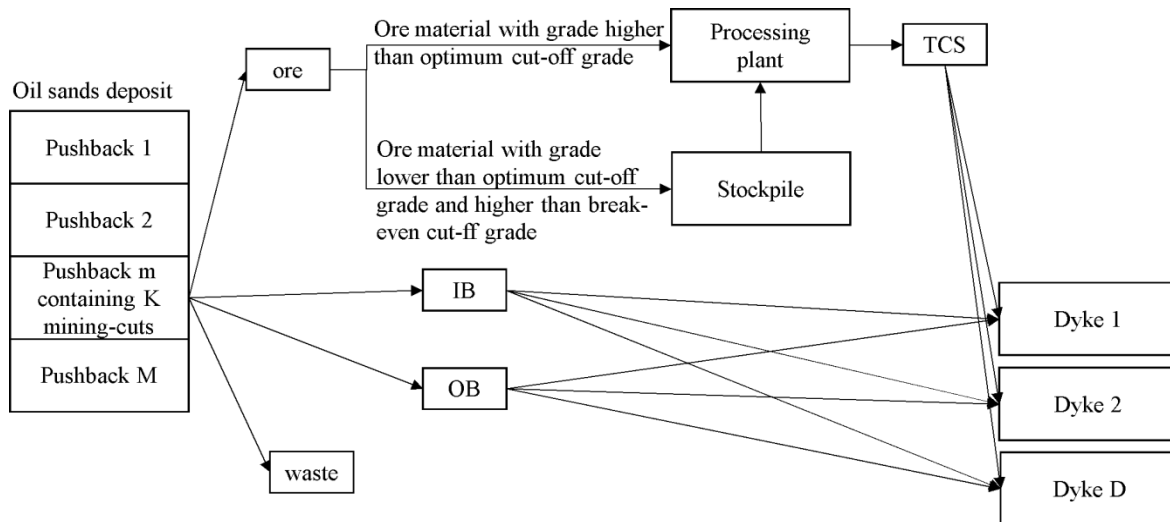 Oil sands deposit
Pushback 1
Pushback 2
Pushback m
containing K
mining-cuts
Pushback M
ore
Ore material with grade higher
than optimum cut-off grade
Processing
plant
TCS
Ore material with grade
lower than optimum cut-off
grade and higher than break-
even cut-ff grade
Stockpile
IB
OB
waste
Dyke 1
Dyke 2
Dyke D